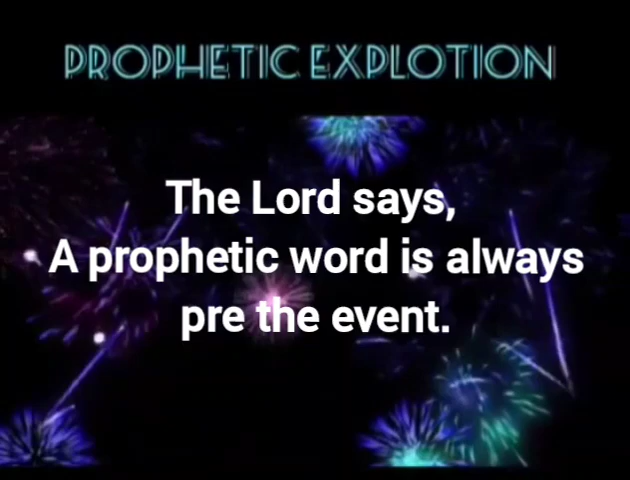 PROPHETIC EXPLOTION
The Lord says,
A prophetic word is always
pre the event.